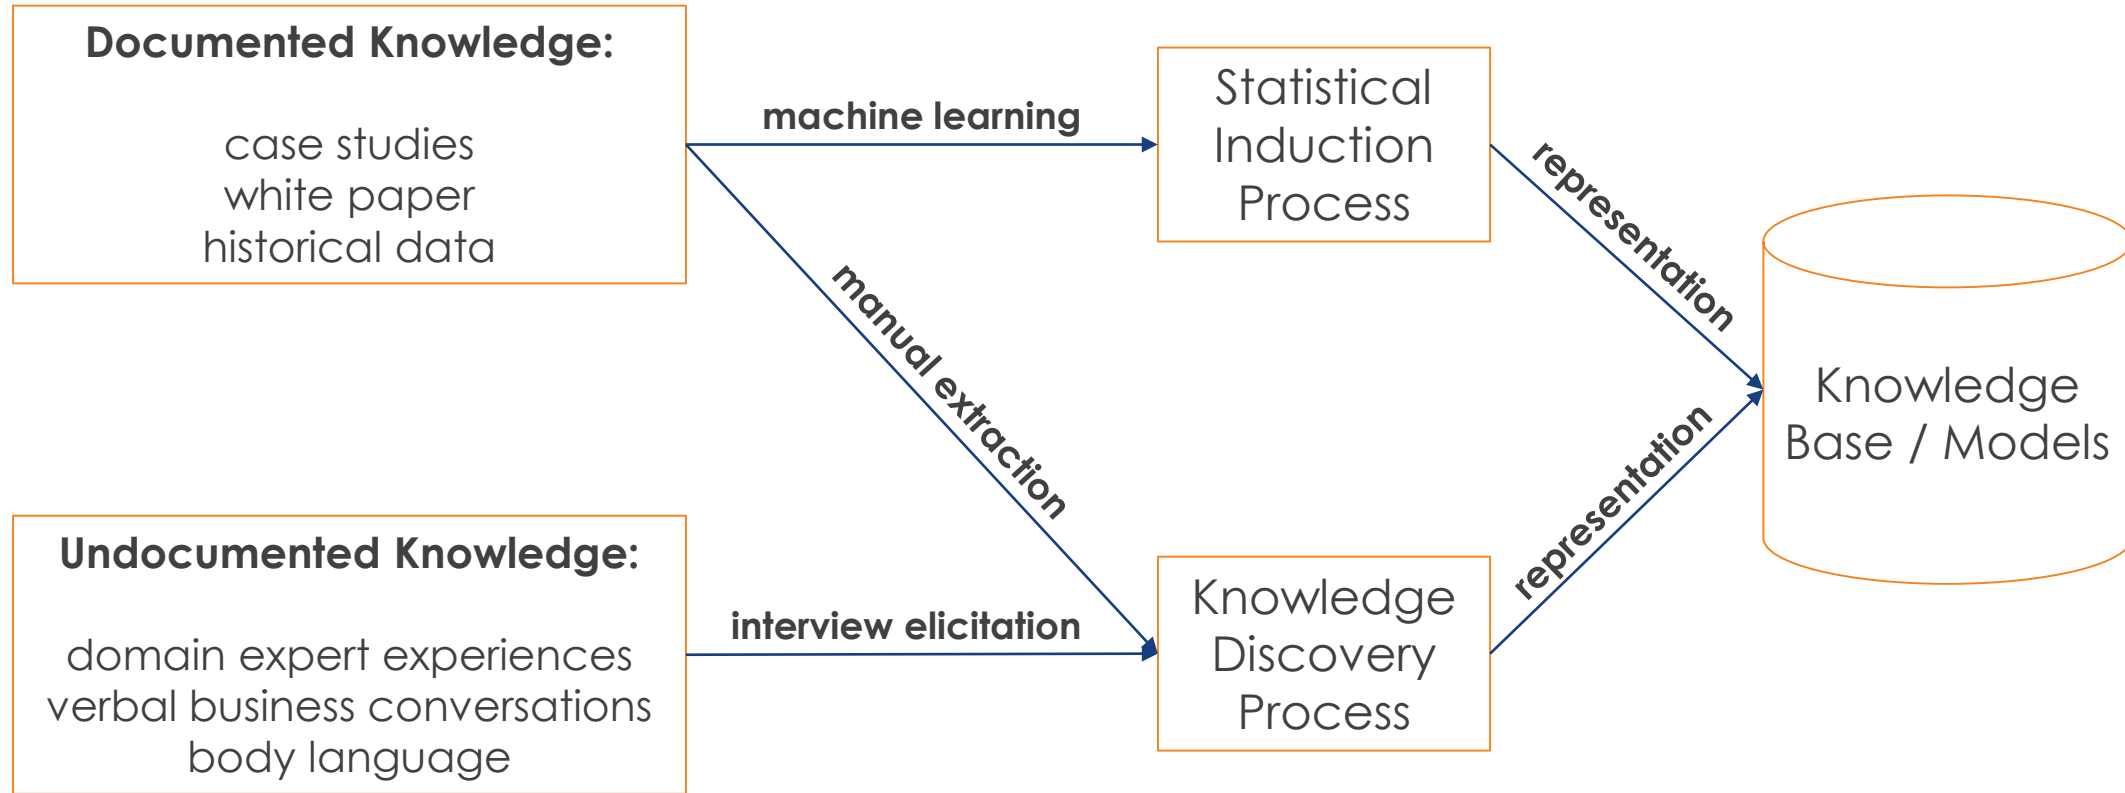 Documented Knowledge:
case studies
white paper
historical data
machine learning
manual extraction
Statistical
Induction
Process
representation
Undocumented Knowledge:
domain expert experiences
verbal business conversations
body language
interview elicitation
Knowledge
Discovery
Process
representation
Knowledge
Base / Models